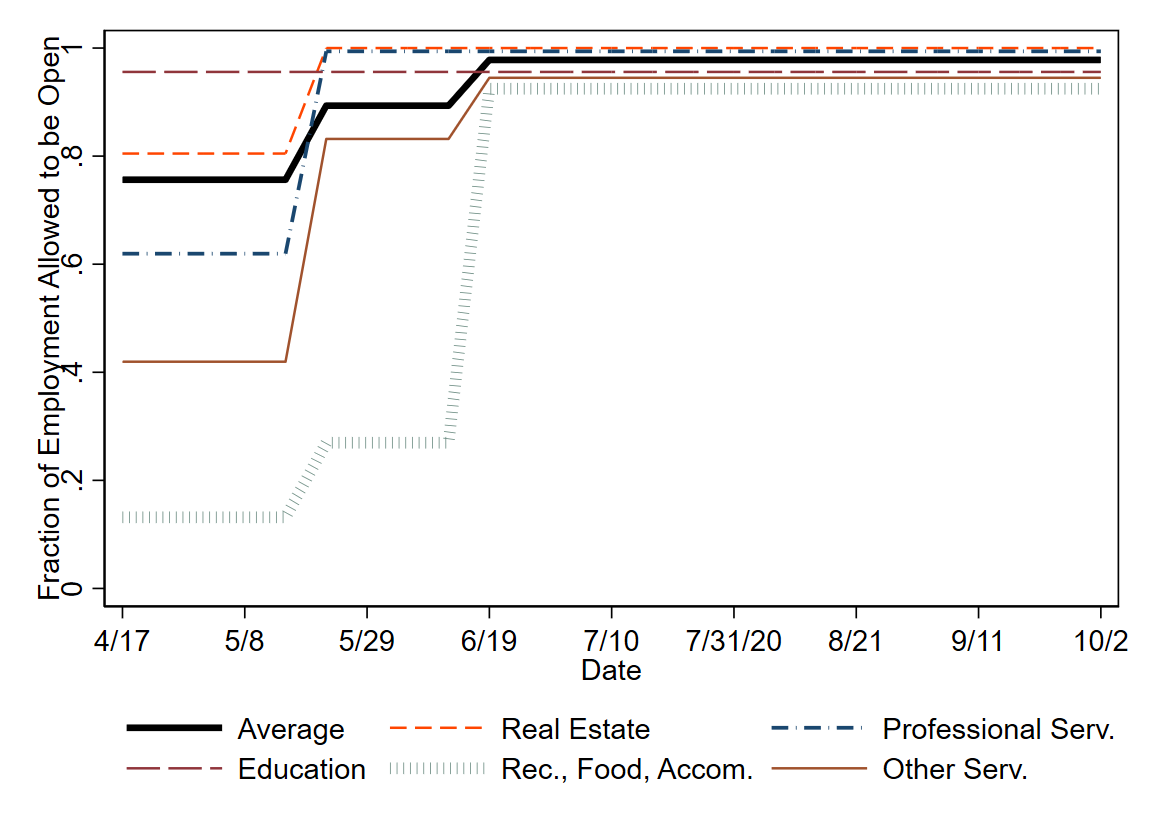 Fraction of Employment Allowed to be Open
1
.8
.6
.4
.2
0
4/17 5/8 5/29 6/19 7/10 7/31/20 8/21 9/11 10/2
Date
Average Real Estate Professional Serv.
Education Rec., Food, Accom. Other Serv.